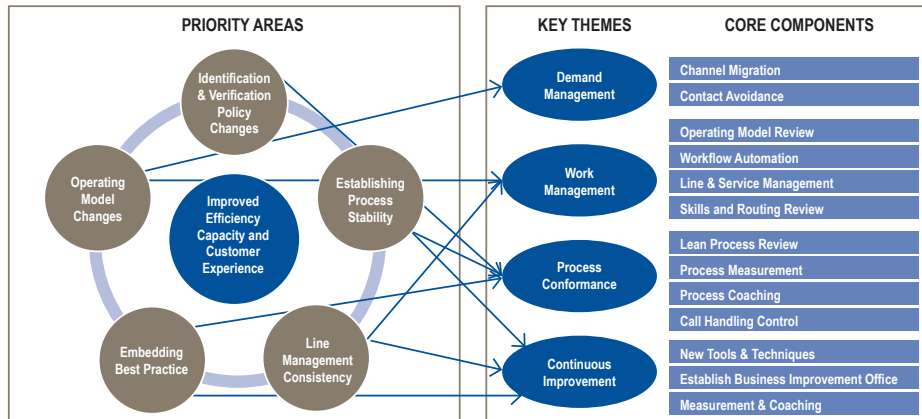 PRIORITY AREAS
Identification
& Verification
Policy
Changes
Operating
Model
Changes
Establishing
Process
Stability
Improved
Efficiency
Capacity and
Customer
Experience
Embedding
Best Practice
Line
Management
Consistency
KEY THEMES
Demand
Management
Work
Management
Process
Conformance
Continuous
Improvement
CORE COMPONENTS
Channel Migration
Contact Avoidance
Operating Model Review
Workflow Automation
Line & Service Management
Skills and Routing Review
Lean Process Review
Process Measurement
Process Coaching
Call Handling Control
New Tools & Techniques
Establish Business Improvement Office
Measurement & Coaching